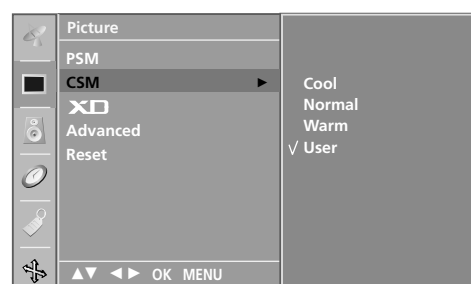 Picture
PSM
CSM ►
XD
Advanced
Reset
Cool
Normal
Warm
√ User
▲▼ ◄► OK MENU